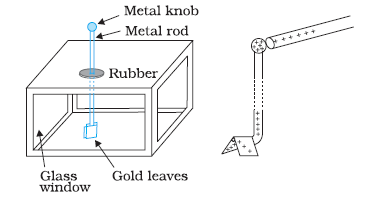 Metal knob
Metal rod
Rubber
Glass
window
Gold leaves